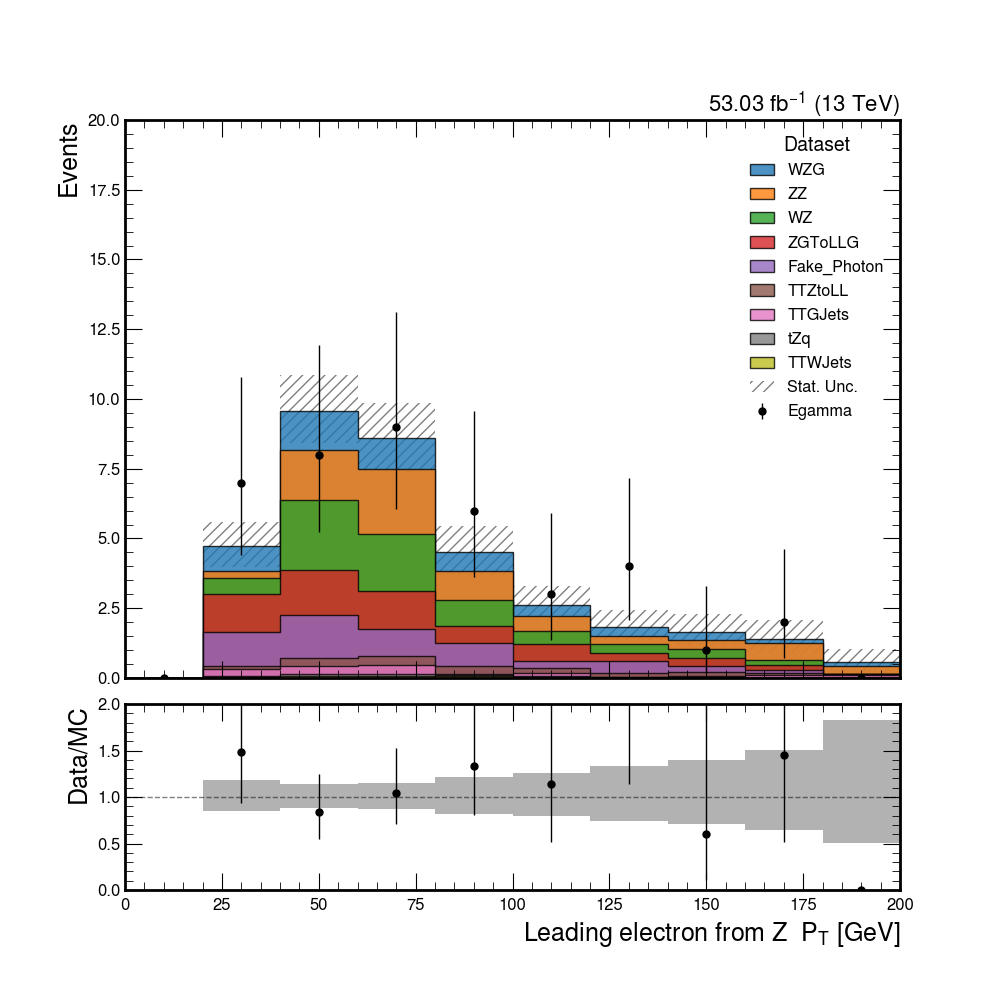 53.03 fb⁻¹ (13 TeV)
Events
20.0
17.5
15.0
12.5
10.0
7.5
5.0
2.5
0.0
Dataset
WZG
ZZ
WZ
ZGToLLG
Fake_Photon
TTZtoLL
TTGJets
tZq
TTWJets
Stat. Unc.
Egamma
Data/MC
2.0
1.5
1.0
0.5
0.0
0 25 50 75 100 125 150 175 200
Leading electron from Z P_T [GeV]